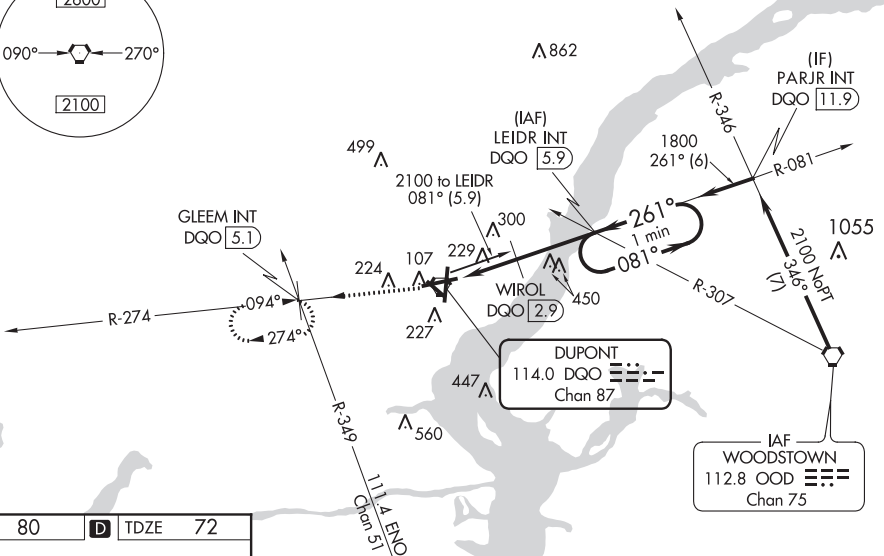 2600
090°
270°
2100
862
(IF)
PARJR INT
DQO 11.9
R-346
(IAF)
LEIDR INT
DQO 5.9
1800
261° (6)
R-081
499
2100 to LEIDR
081° (5.9)
GLEEM INT
DQO 5.1
300
261°
1 min
081°
1055
2100 NoPT
346°
(7)
229
107
224
094°
274°
R-274
WIROL
DQO 2.9
450
R-307
227
DUPONT
114.0 DQO
Chan 87
447
560
R-349
111.4 ENO
Chan 51
IAF
WOODSTOWN
112.8 OOD
Chan 75
80 D TDZE 72